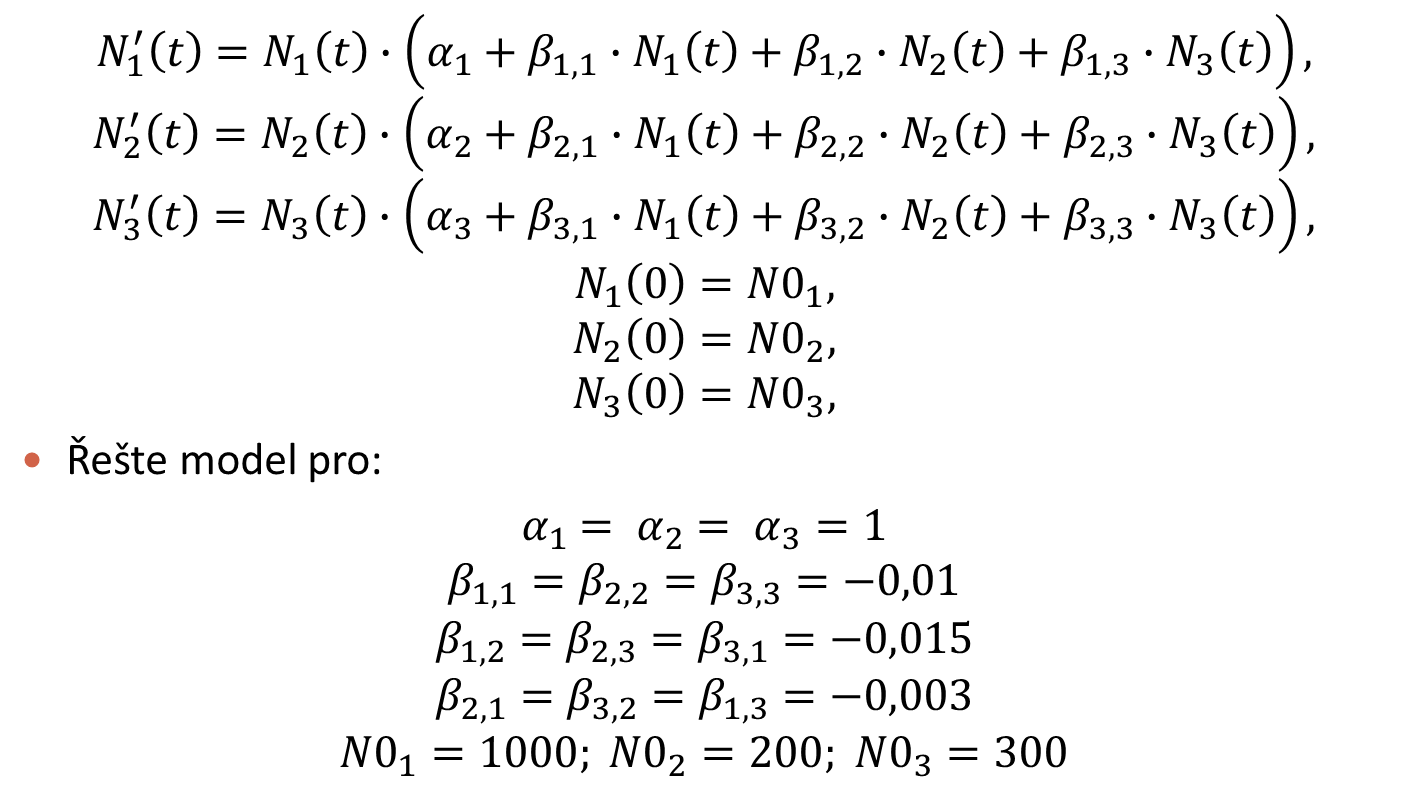 N₁′(t) = N₁(t) · (α₁ + β₁,₁ · N₁(t) + β₁,₂ · N₂(t) + β₁,₃ · N₃(t)),
N₂′(t) = N₂(t) · (α₂ + β₂,₁ · N₁(t) + β₂,₂ · N₂(t) + β₂,₃ · N₃(t)),
N₃′(t) = N₃(t) · (α₃ + β₃,₁ · N₁(t) + β₃,₂ · N₂(t) + β₃,₃ · N₃(t)),
N₁(0) = N0₁,
N₂(0) = N0₂,
N₃(0) = N0₃,
• Řešte model pro:
α₁ = α₂ = α₃ = 1
β₁,₁ = β₂,₂ = β₃,₃ = −0,01
β₁,₂ = β₂,₃ = β₃,₁ = −0,015
β₂,₁ = β₃,₂ = β₁,₃ = −0,003
N0₁ = 1000; N0₂ = 200; N0₃ = 300